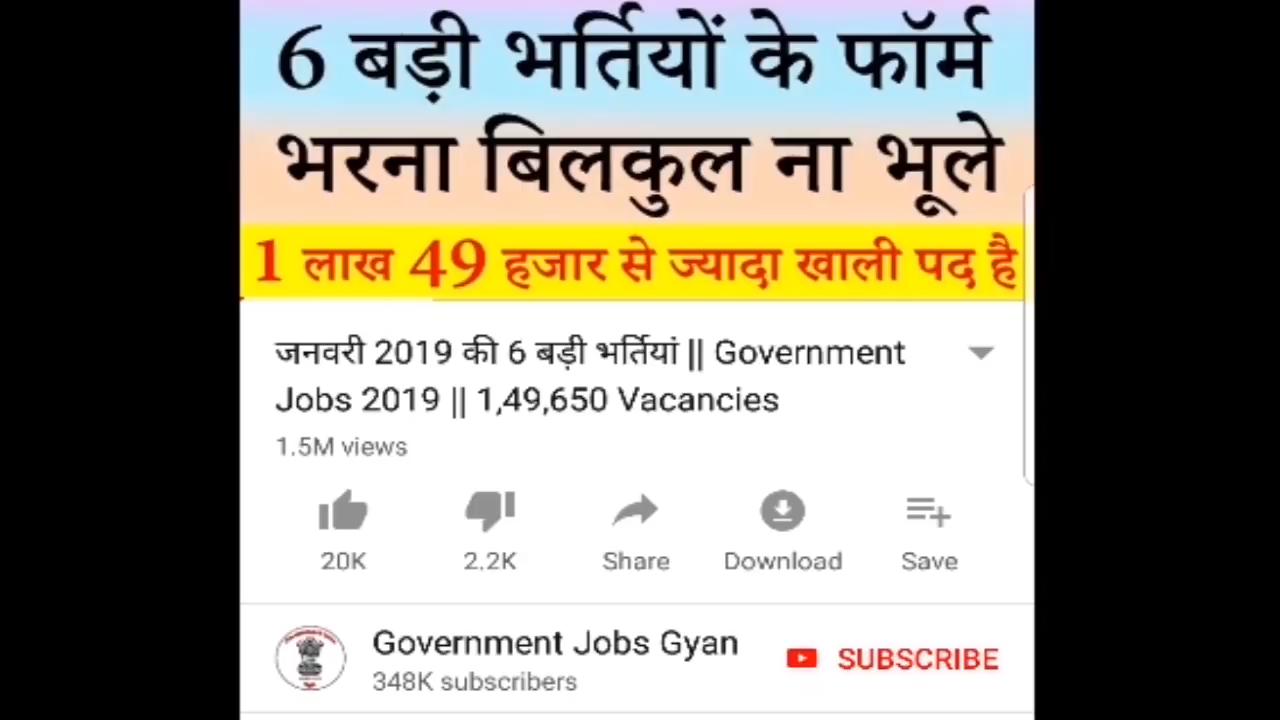 6 बड़ी भर्तियों के फॉर्म
भरना बिलकुल ना भूले
1 लाख 49 हजार से ज्यादा खाली पद है
जनवरी 2019 की 6 बड़ी भर्तियां || Government
Jobs 2019 || 1,49,650 Vacancies
1.5M views
20K 2.2K Share Download Save
Government Jobs Gyan
SUBSCRIBE
348K subscribers